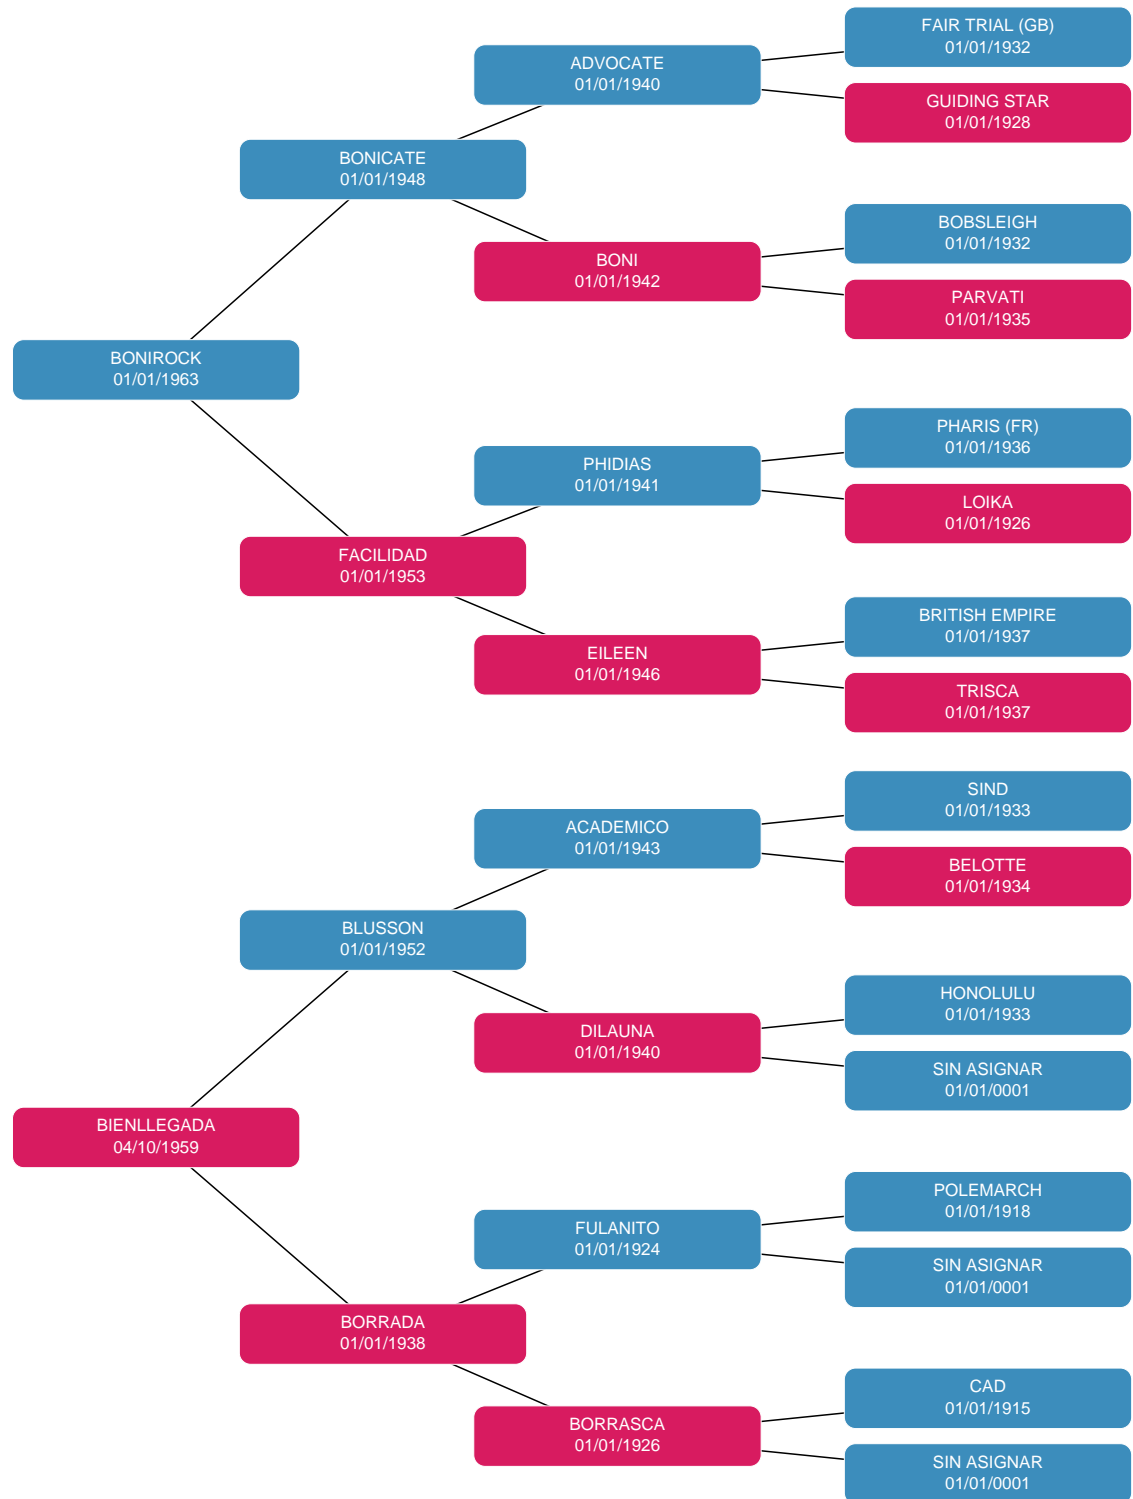 FAIR TRIAL (GB)
01/01/1932
ADVOCATE
01/01/1940
GUIDING STAR
01/01/1928
BONICATE
01/01/1948
BOBSLEIGH
01/01/1932
BONI
01/01/1942
PARVATI
01/01/1935
BONIROCK
01/01/1963
PHARIS (FR)
01/01/1936
PHIDIAS
01/01/1941
LOIKA
01/01/1926
FACILIDAD
01/01/1953
BRITISH EMPIRE
01/01/1937
EILEEN
01/01/1946
TRISCA
01/01/1937
SIND
01/01/1933
ACADEMICO
01/01/1943
BELOTTE
01/01/1934
BLUSSON
01/01/1952
HONOLULU
01/01/1933
DILAUNA
01/01/1940
SIN ASIGNAR
01/01/0001
BIENLLEGADA
04/10/1959
POLEMARCH
01/01/1918
FULANITO
01/01/1924
SIN ASIGNAR
01/01/0001
BORRADA
01/01/1938
CAD
01/01/1915
BORRASCA
01/01/1926
SIN ASIGNAR
01/01/0001